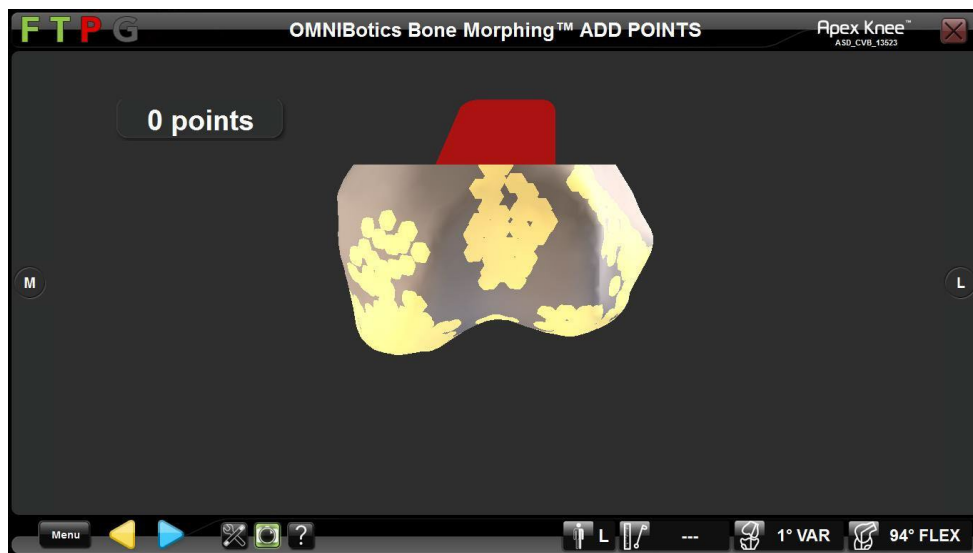 F T P G
OMNIBotics Bone Morphing™ ADD POINTS
Apex Knee™
ASD_CVB_13523
0 points
M
L
Menu
?
L
---
1° VAR
94° FLEX